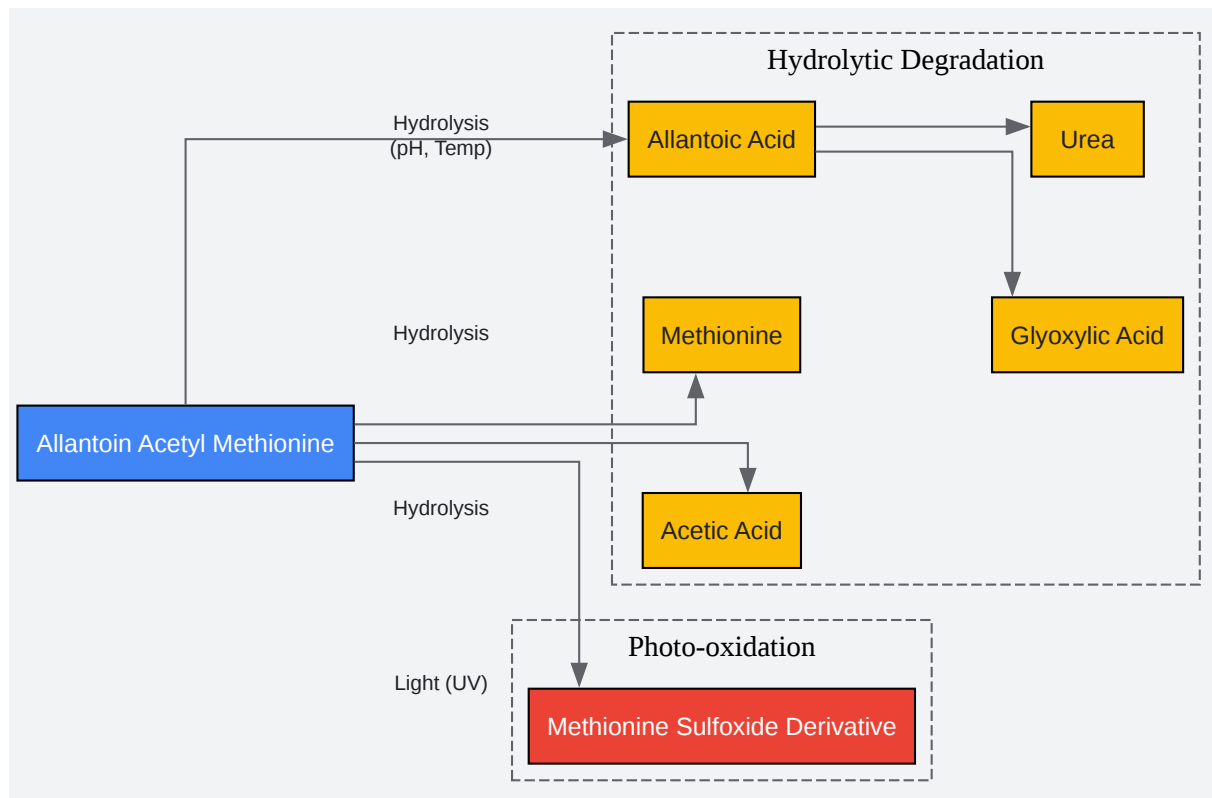 Hydrolytic Degradation
Hydrolysis
(pH, Temp)
Allantoic Acid
Urea
Hydrolysis
Methionine
Glyoxylic Acid
Allantoin Acetyl Methionine
Hydrolysis
Acetic Acid
Photo-oxidation
Light (UV)
Methionine Sulfoxide Derivative